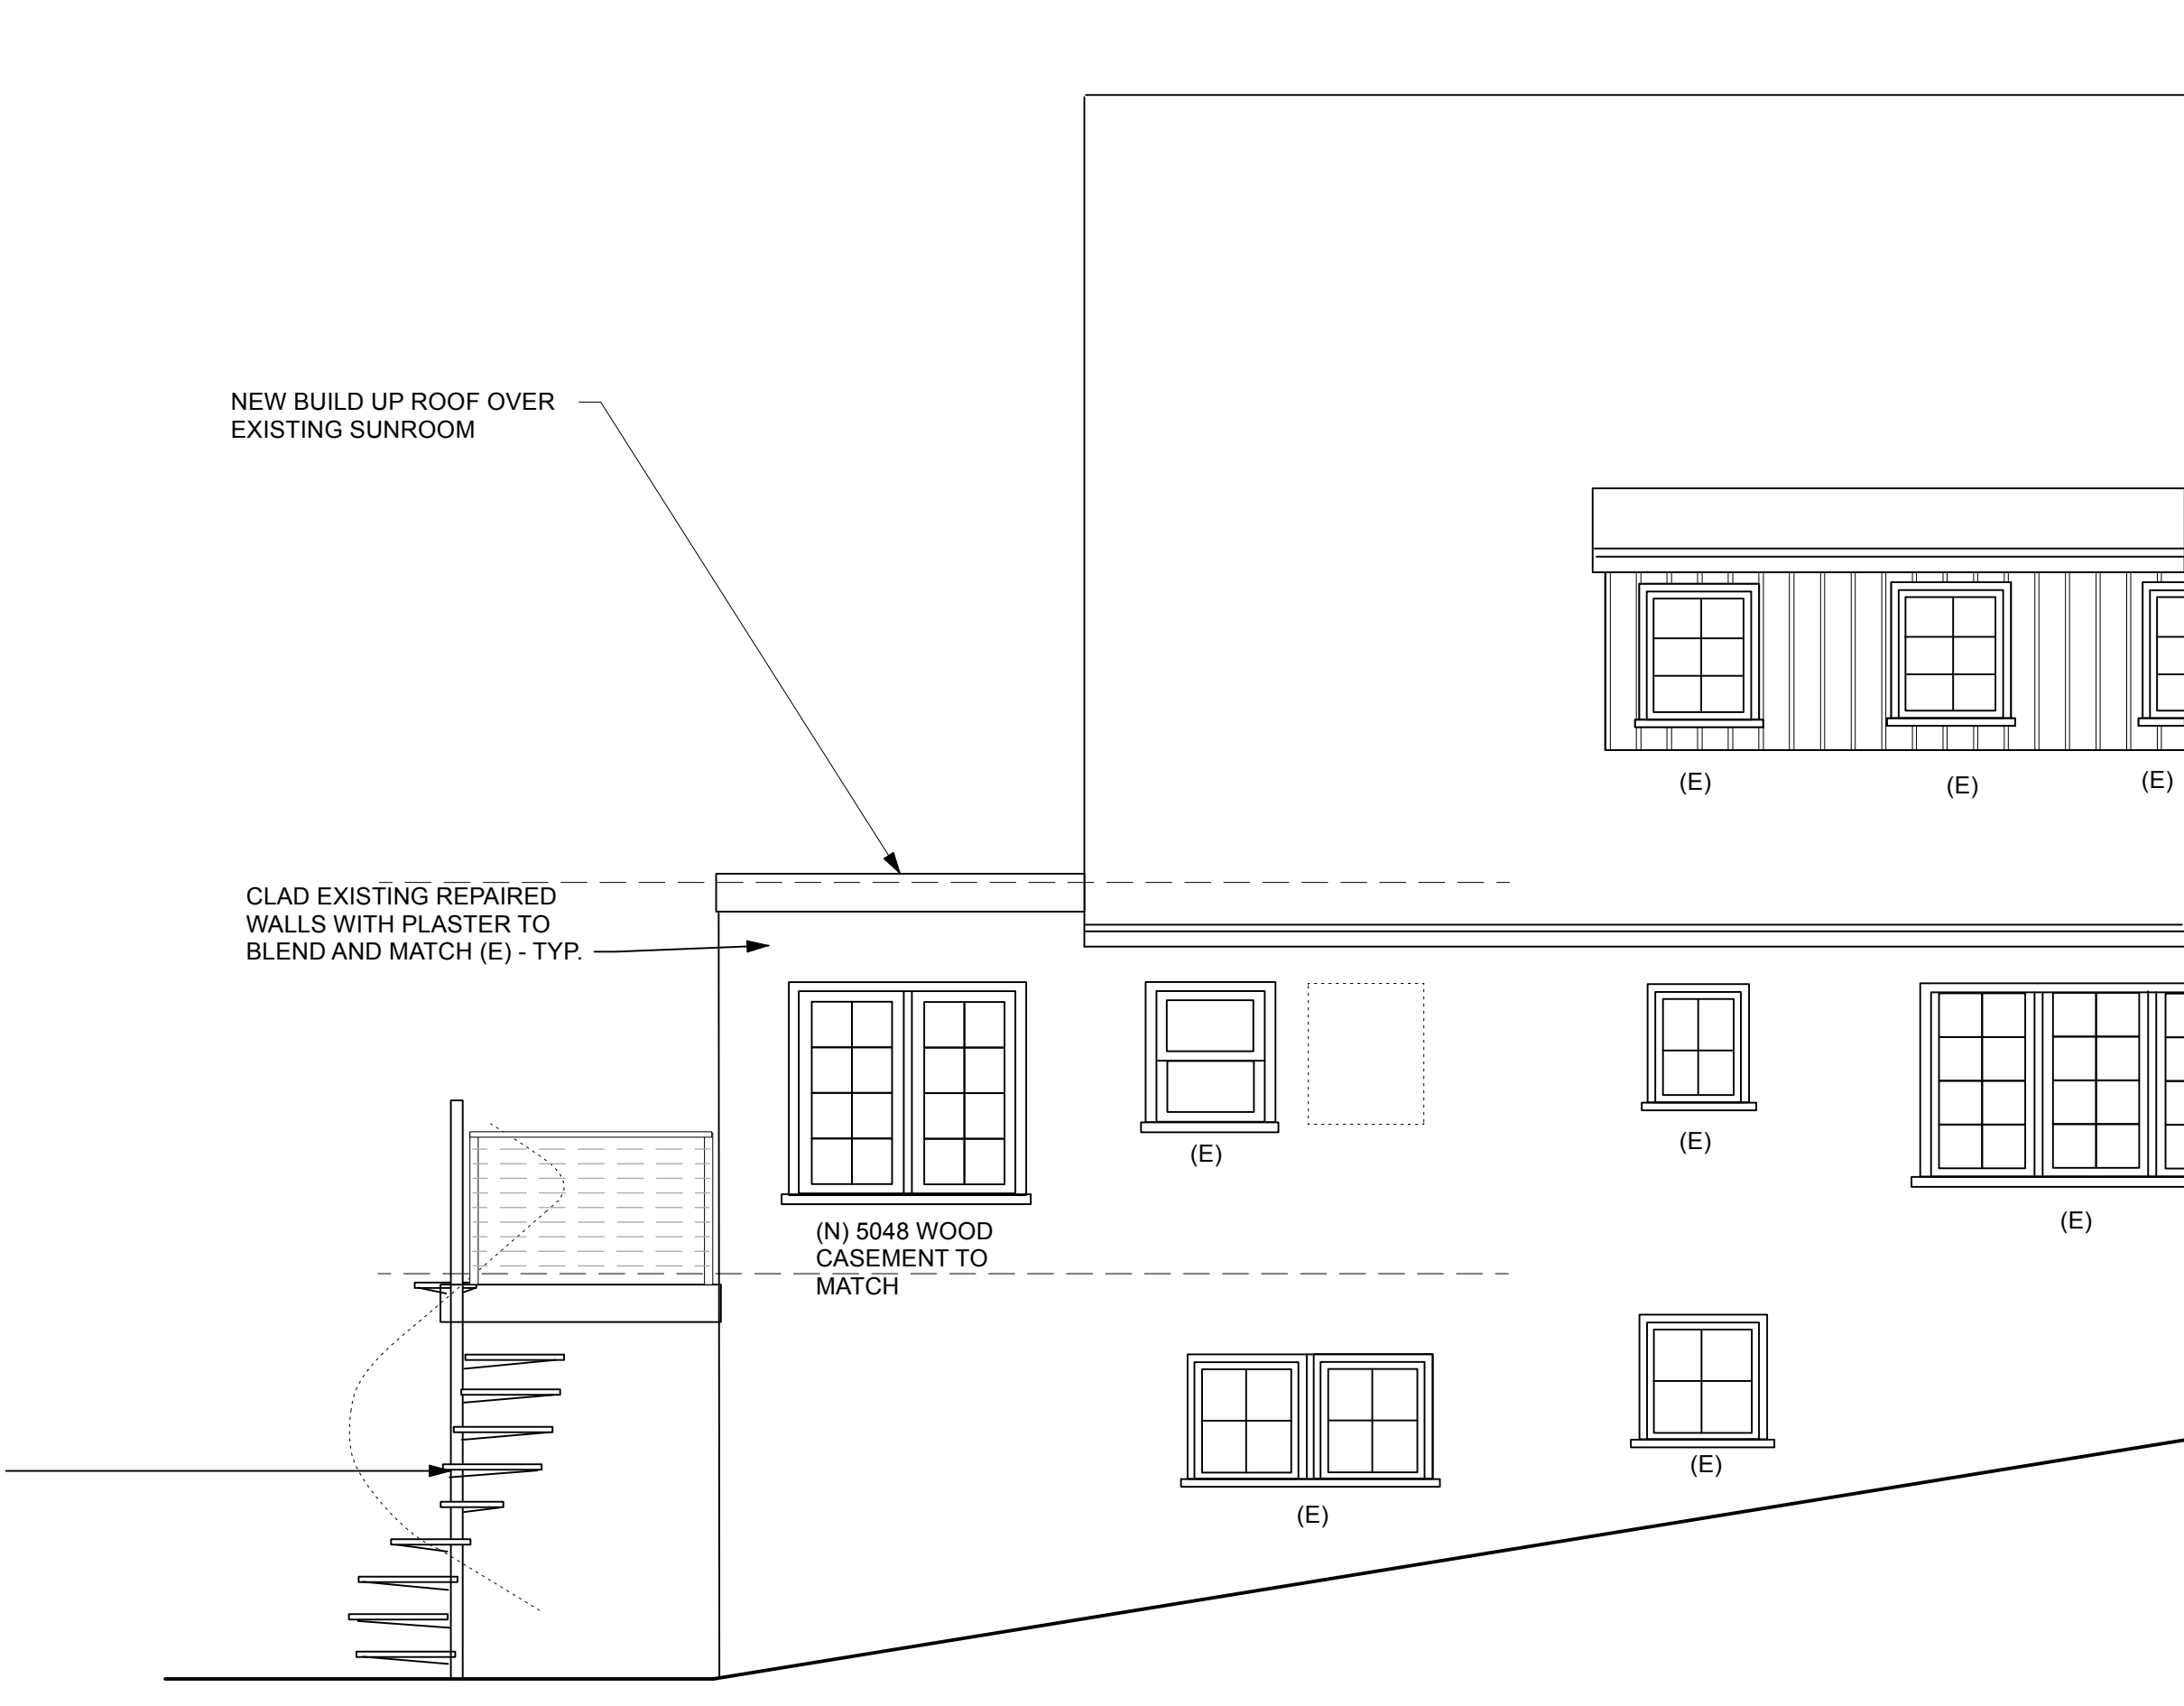 NEW BUILD UP ROOF OVER
EXISTING SUNROOM
(E)
(E)
(E)
CLAD EXISTING REPAIRED
WALLS WITH PLASTER TO
BLEND AND MATCH (E) - TYP.
(E)
(E)
(E)
(N) 5048 WOOD
CASEMENT TO
MATCH
(E)
(E)